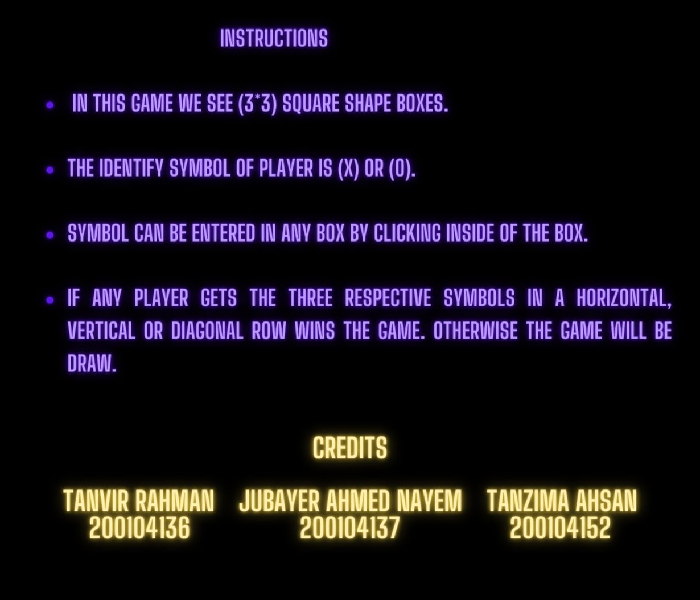 INSTRUCTIONS
• IN THIS GAME WE SEE (3*3) SQUARE SHAPE BOXES.
• THE IDENTIFY SYMBOL OF PLAYER IS (X) OR (O).
• SYMBOL CAN BE ENTERED IN ANY BOX BY CLICKING INSIDE OF THE BOX.
• IF ANY PLAYER GETS THE THREE RESPECTIVE SYMBOLS IN A HORIZONTAL,
VERTICAL OR DIAGONAL ROW WINS THE GAME. OTHERWISE THE GAME WILL BE
DRAW.
CREDITS
TANVIR RAHMAN JUBAYER AHMED NAYEM TANZIMA AHSAN
200104136 200104137 200104152